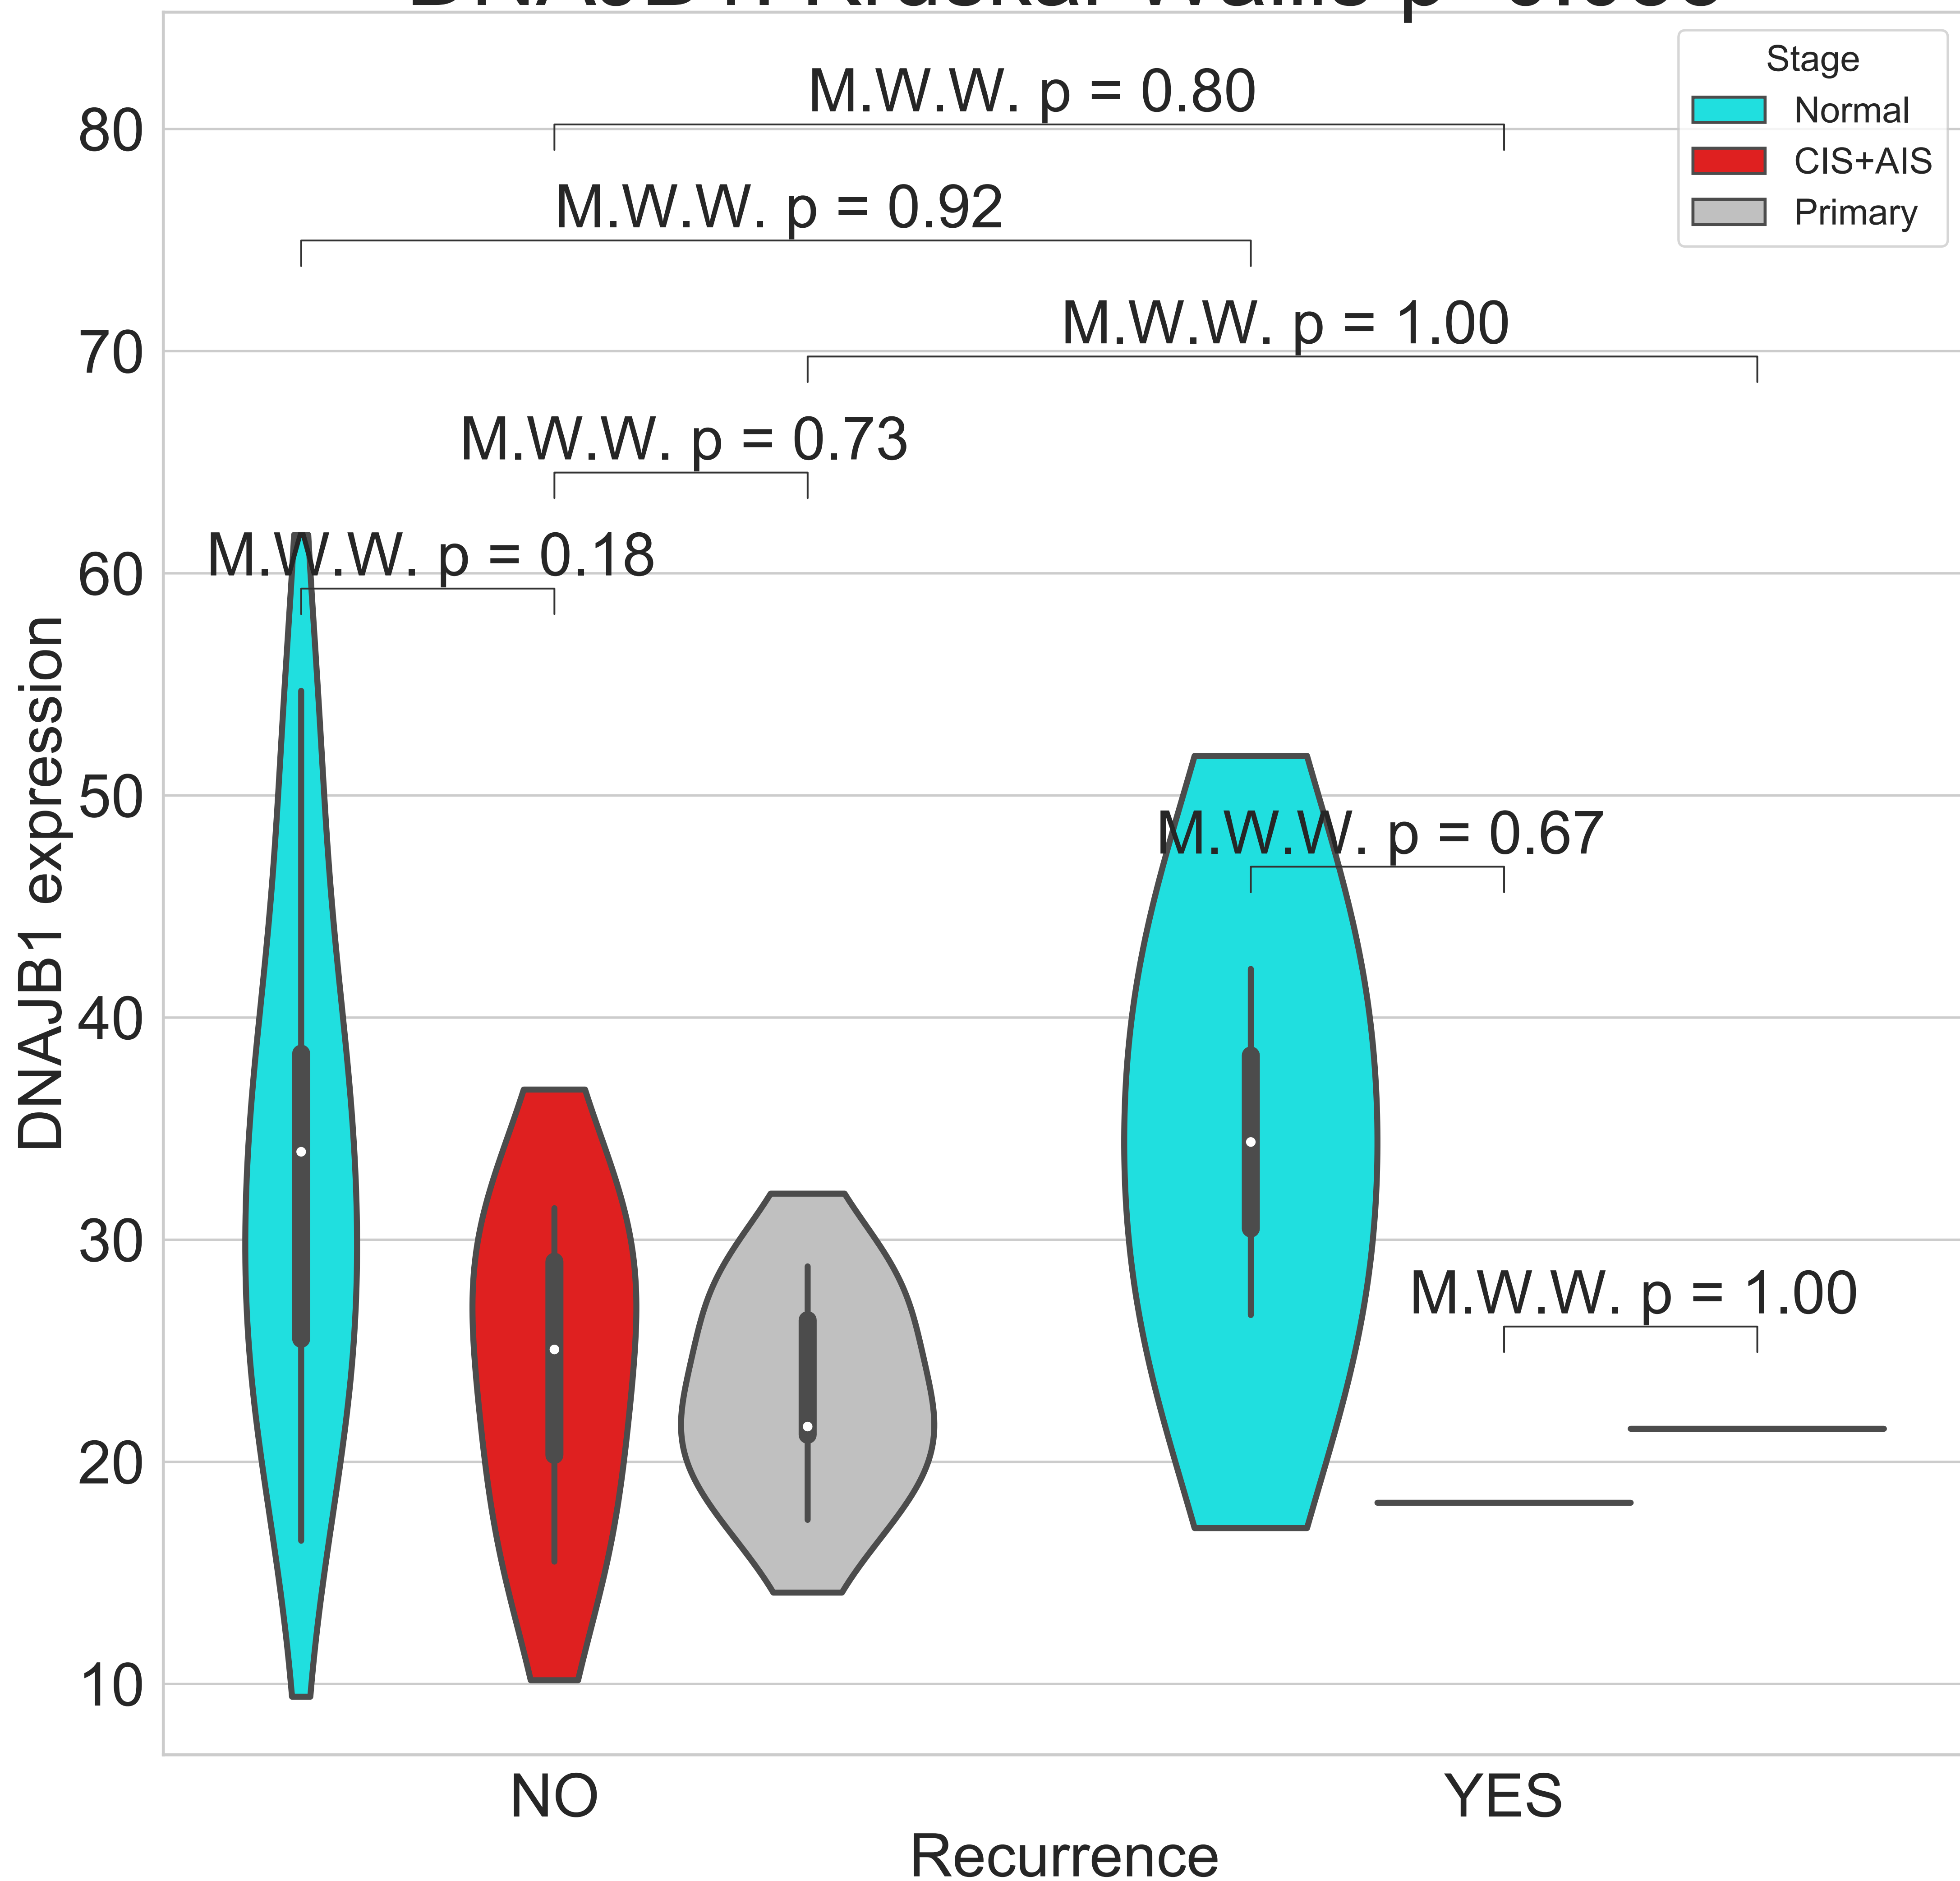 Stage
Normal
CIS+AIS
Primary
M.W.W. p = 0.80
M.W.W. p = 0.92
M.W.W. p = 1.00
M.W.W. p = 0.73
M.W.W. p = 0.18
M.W.W. p = 0.67
M.W.W. p = 1.00
80
70
60
50
40
30
20
10
DNAJB1 expression
NO
YES
Recurrence